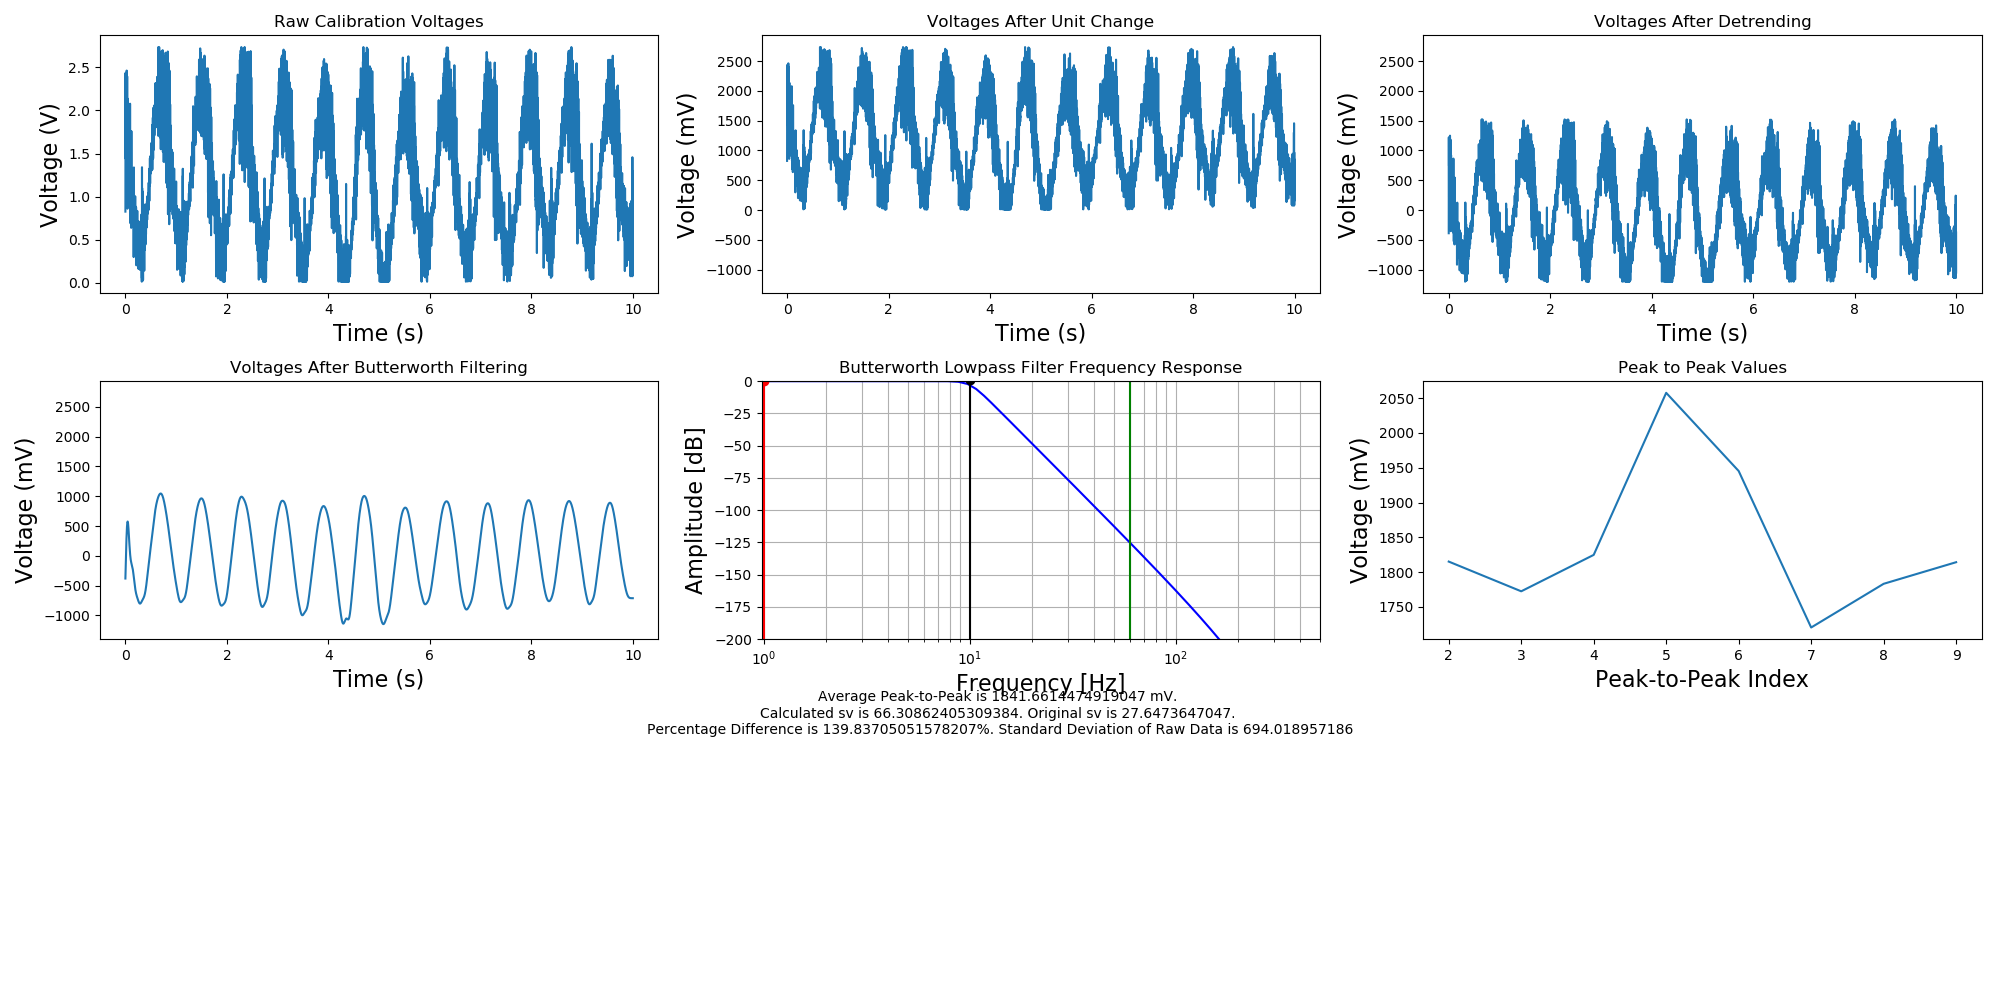 Raw Calibration Voltages
Voltage (V)
2.5
2.0
1.5
1.0
0.5
0.0
0 2 4 6 8 10
Time (s)
Voltages After Unit Change
Voltage (mV)
2500
2000
1500
1000
500
0
−500
−1000
0 2 4 6 8 10
Time (s)
Voltages After Detrending
Voltage (mV)
2500
2000
1500
1000
500
0
−500
−1000
0 2 4 6 8 10
Time (s)
Voltages After Butterworth Filtering
Voltage (mV)
2500
2000
1500
1000
500
0
−500
−1000
0 2 4 6 8 10
Time (s)
Butterworth Lowpass Filter Frequency Response
Amplitude [dB]
0
−25
−50
−75
−100
−125
−150
−175
−200
10⁰ 10¹ 10²
Frequency [Hz]
Peak to Peak Values
Voltage (mV)
2050
2000
1950
1900
1850
1800
1750
2 3 4 5 6 7 8 9
Peak-to-Peak Index
Average Peak-to-Peak is 1841.6614474919047 mV.
Calculated sv is 66.30862405309384. Original sv is 27.6473647047.
Percentage Difference is 139.83705051578207%. Standard Deviation of Raw Data is 694.018957186